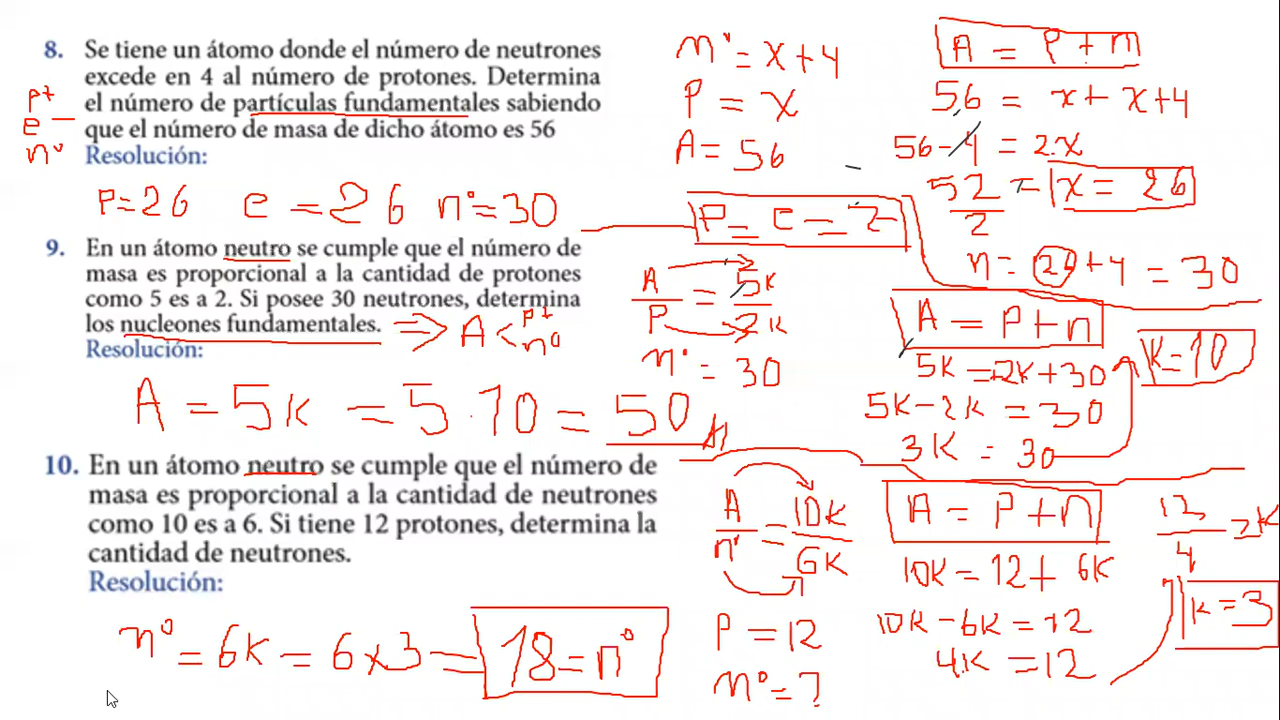 8. Se tiene un átomo donde el número de neutrones
excede en 4 al número de protones. Determina
el número de partículas fundamentales sabiendo
que el número de masa de dicho átomo es 56
Resolución:
p+
e−
n°
n° = x + 4
P = x
A = 56
A = P + n
56 = x + x + 4
56 - 4 = 2.x
52/2 = x = 26
P = e = Z
n = 26 + 4 = 30
P = 26 e = 26 n° = 30
9. En un átomo neutro se cumple que el número de
masa es proporcional a la cantidad de protones
como 5 es a 2. Si posee 30 neutrones, determina
los nucleones fundamentales. ⇒ A < p+ n°
Resolución:
A/P = 5k/2k
n° = 30
A = P + n
5k = 2k + 30
5k - 2k = 30
3k = 30
k = 10
A = 5k = 5.10 = 50
10. En un átomo neutro se cumple que el número de
masa es proporcional a la cantidad de neutrones
como 10 es a 6. Si tiene 12 protones, determina la
cantidad de neutrones.
Resolución:
A/n° = 10k/6k
P = 12
n° = ?
A = P + n
10k = 12 + 6k
10k - 6k = 12
4k = 12
12/4 = k
k = 3
n° = 6k = 6 x 3 = 18 = n°